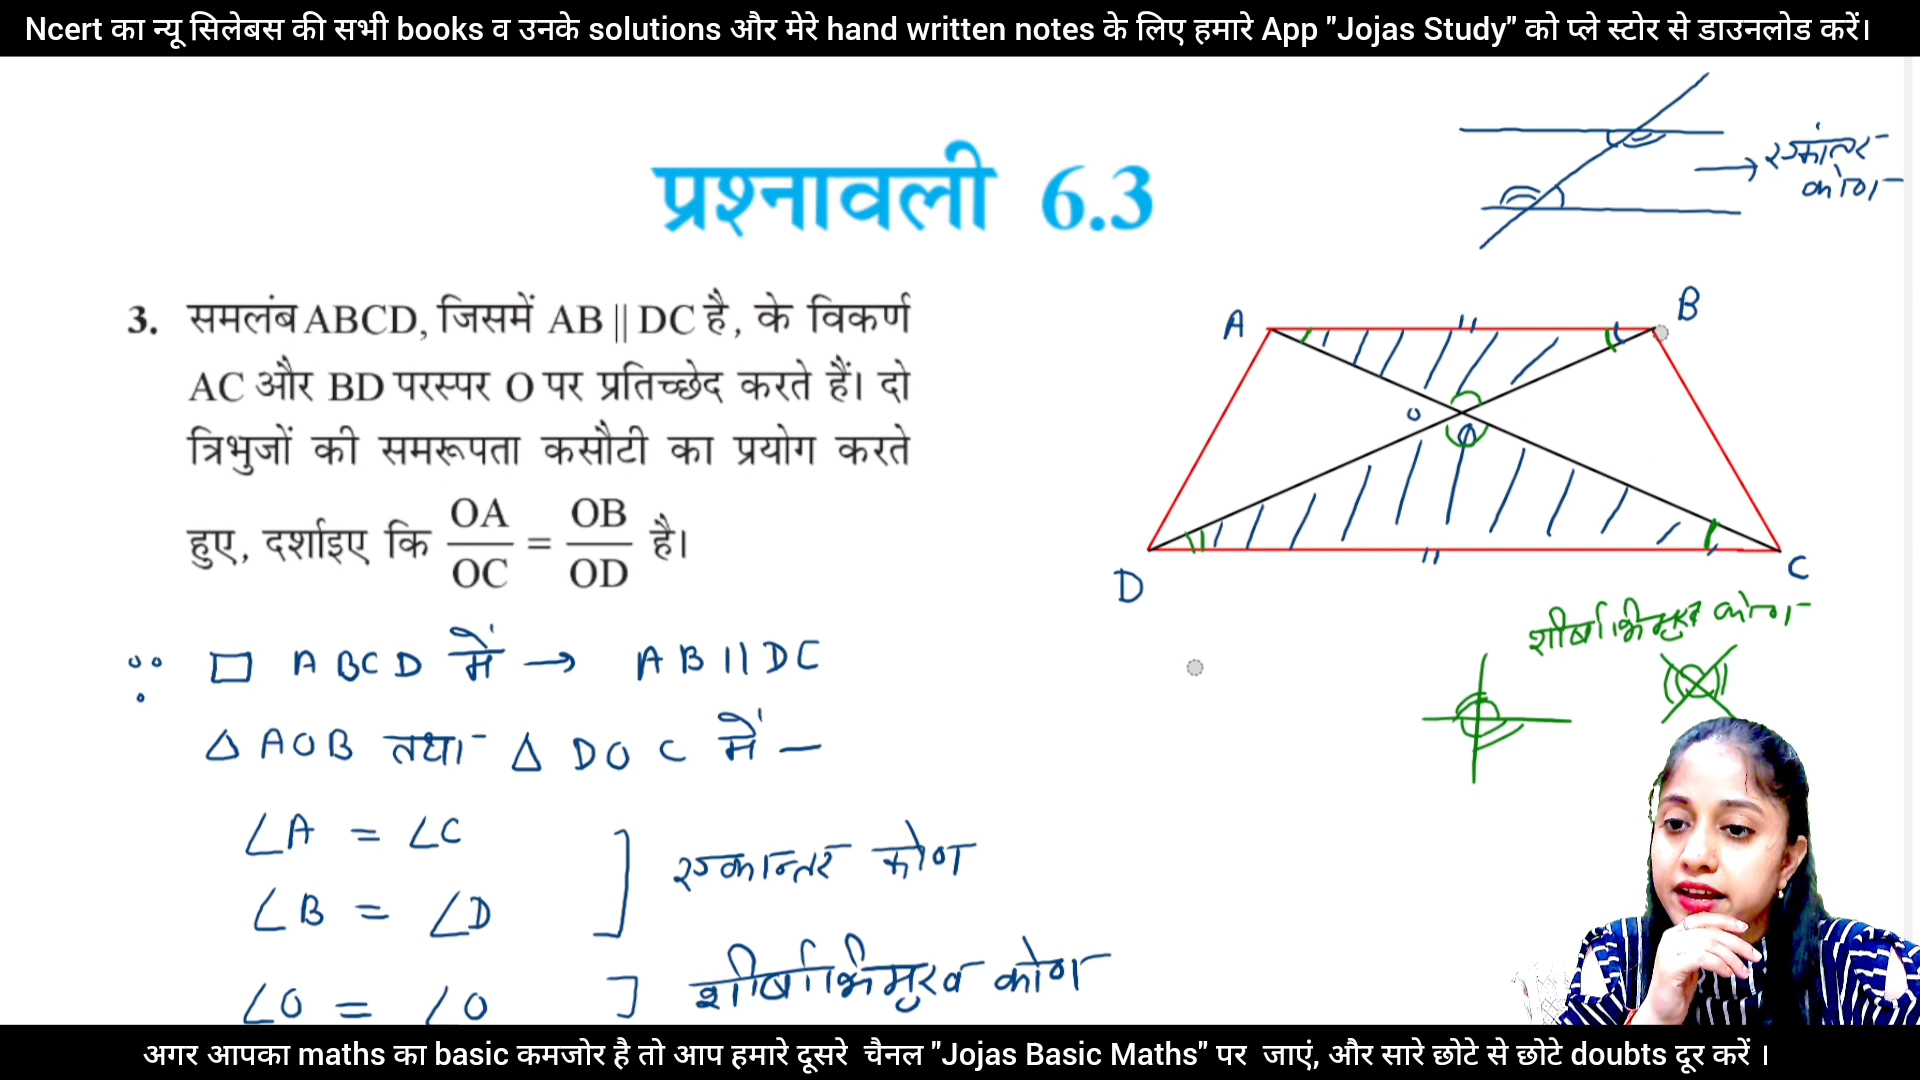 Ncert का न्यू सिलेबस की सभी books व उनके solutions और मेरे hand written notes के लिए हमारे App "Jojas Study" को प्ले स्टोर से डाउनलोड करें।
प्रश्नावली 6.3
एकांतर
कोण
3. समलंब ABCD, जिसमें AB || DC है, के विकर्ण
AC और BD परस्पर O पर प्रतिच्छेद करते हैं। दो
त्रिभुजों की समरूपता कसौटी का प्रयोग करते
हुए, दर्शाइए कि OA/OC = OB/OD है।
A
B
O
D
C
शीर्षाभिमुख कोण
∵ □ ABCD में → AB || DC
△ AOB तथा △ DOC में —
∠A = ∠C
∠B = ∠D
] एकान्तर कोण
∠O = ∠O ] शीर्षाभिमुख कोण
अगर आपका maths का basic कमजोर है तो आप हमारे दूसरे चैनल "Jojas Basic Maths" पर जाएं, और सारे छोटे से छोटे doubts दूर करें ।